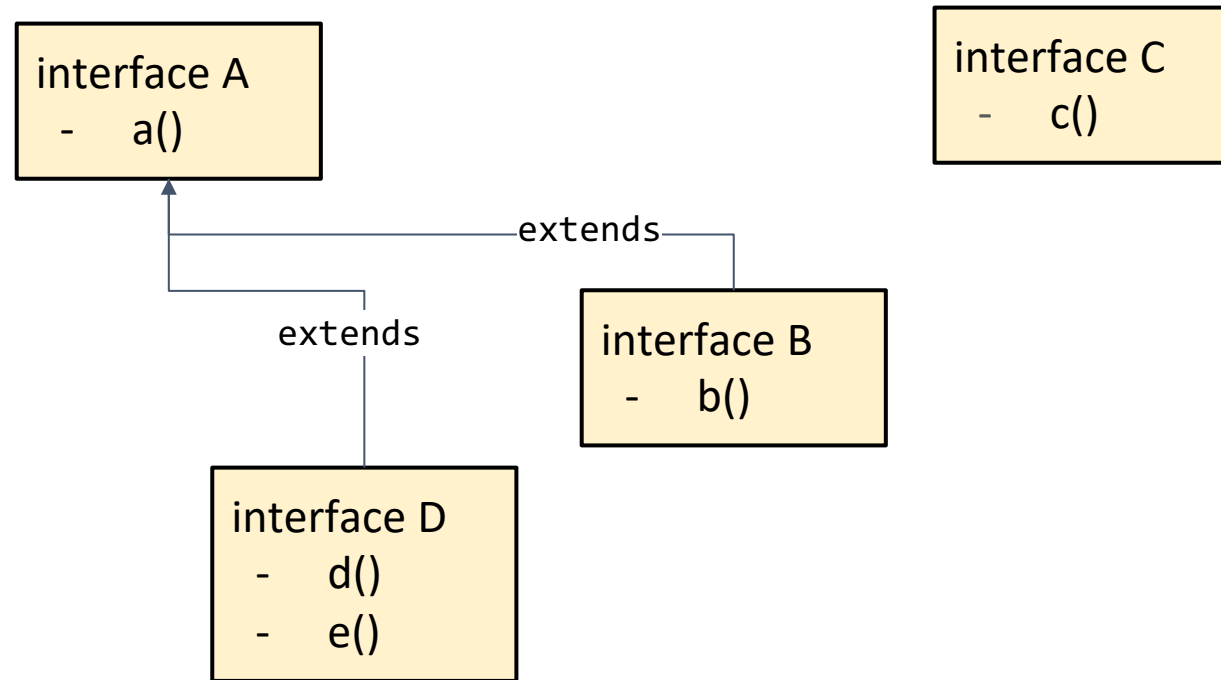 interface A
- a()
interface C
- c()
extends
extends
interface B
- b()
interface D
- d()
- e()